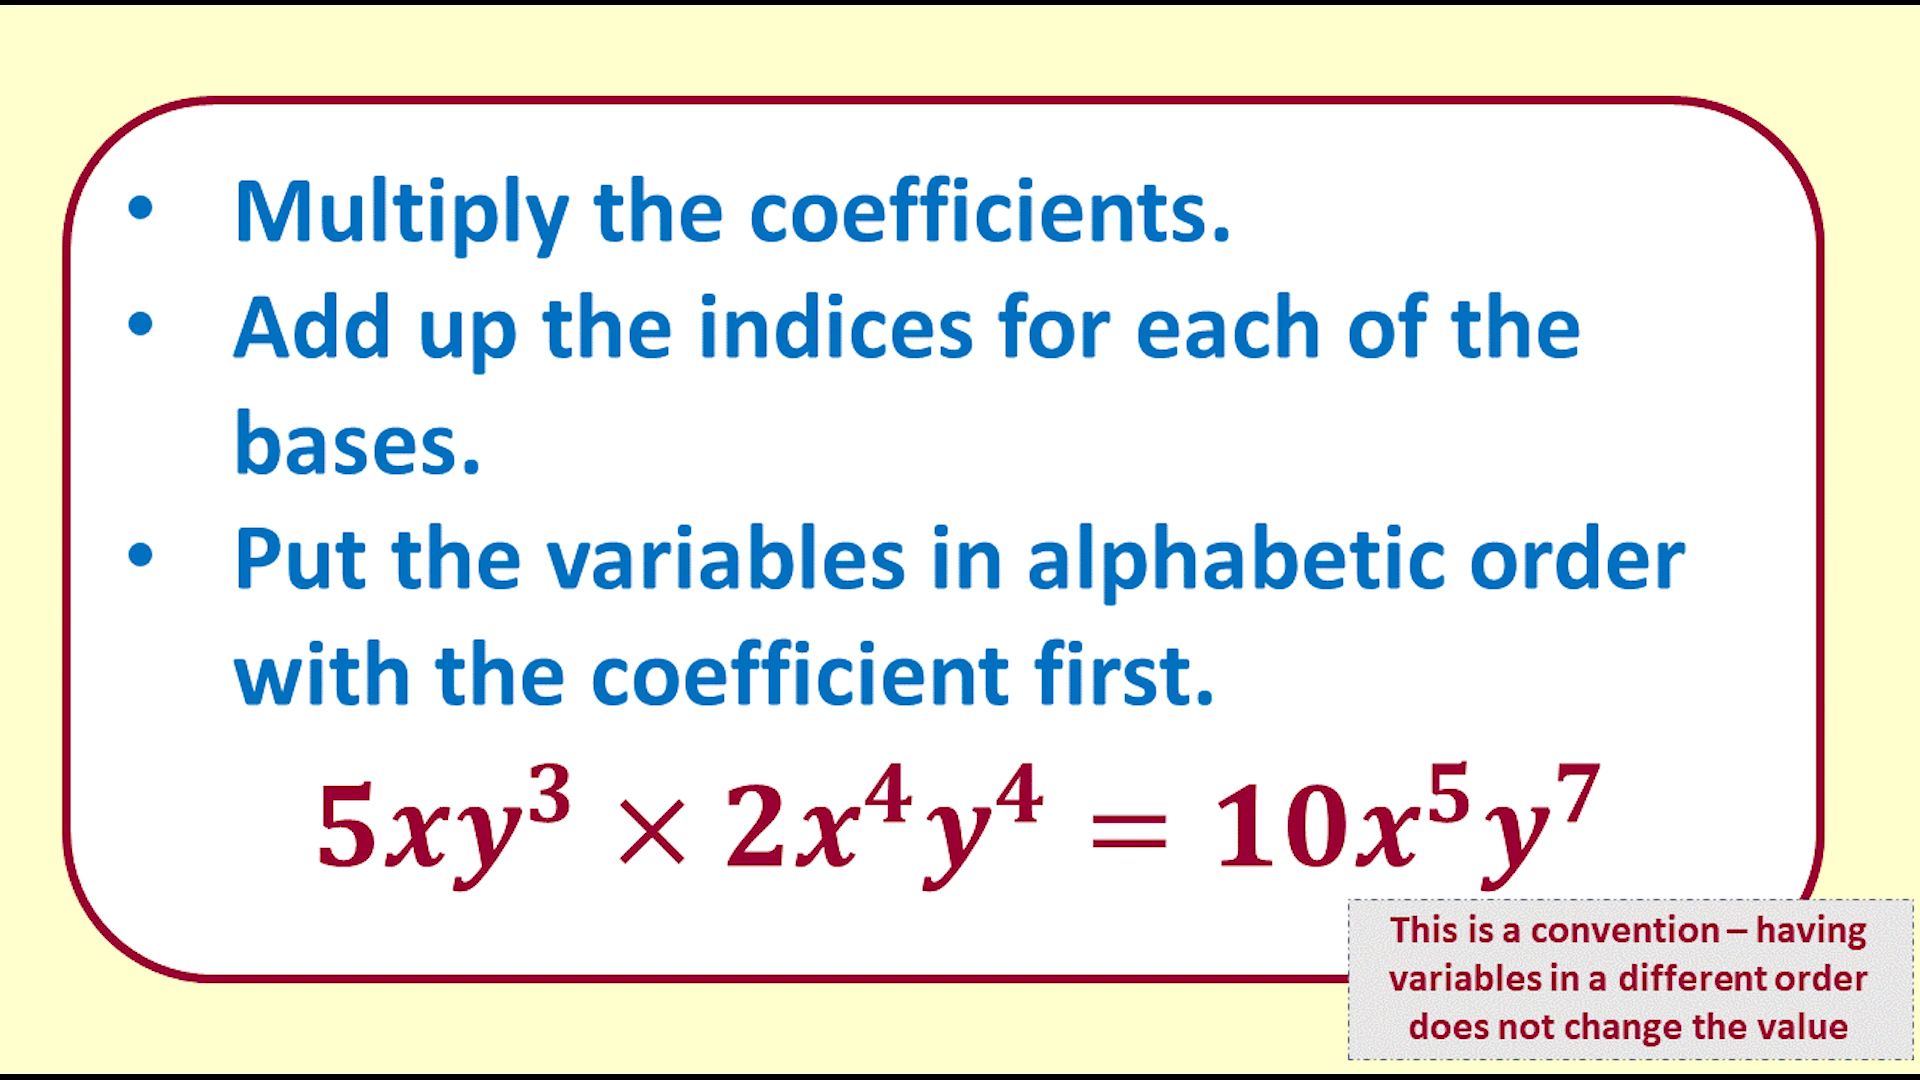 • Multiply the coefficients.
• Add up the indices for each of the
bases.
• Put the variables in alphabetic order
with the coefficient first.
5xy³ × 2x⁴y⁴ = 10x⁵y⁷
This is a convention – having
variables in a different order
does not change the value